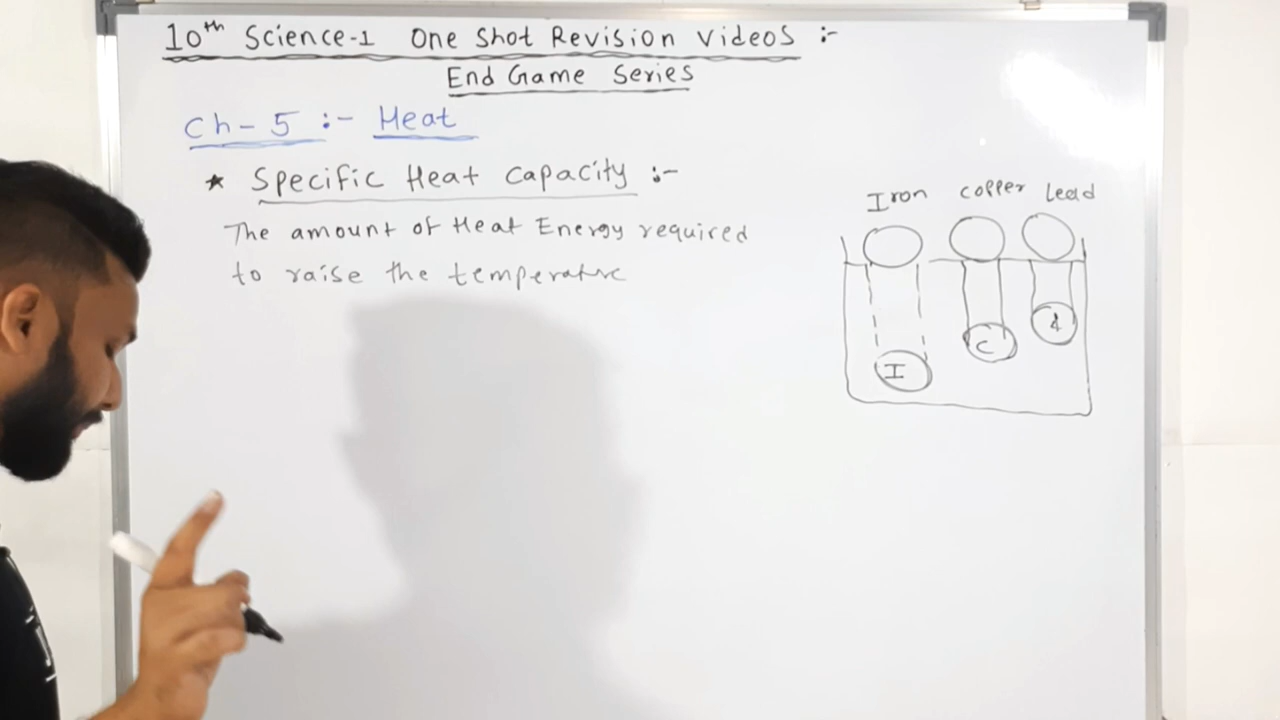 10th Science-1 One Shot Revision Videos :-
End Game Series
Ch-5 :- Heat
* Specific Heat Capacity :-
The amount of Heat Energy required
to raise the temperature
Iron Copper Lead
I
C